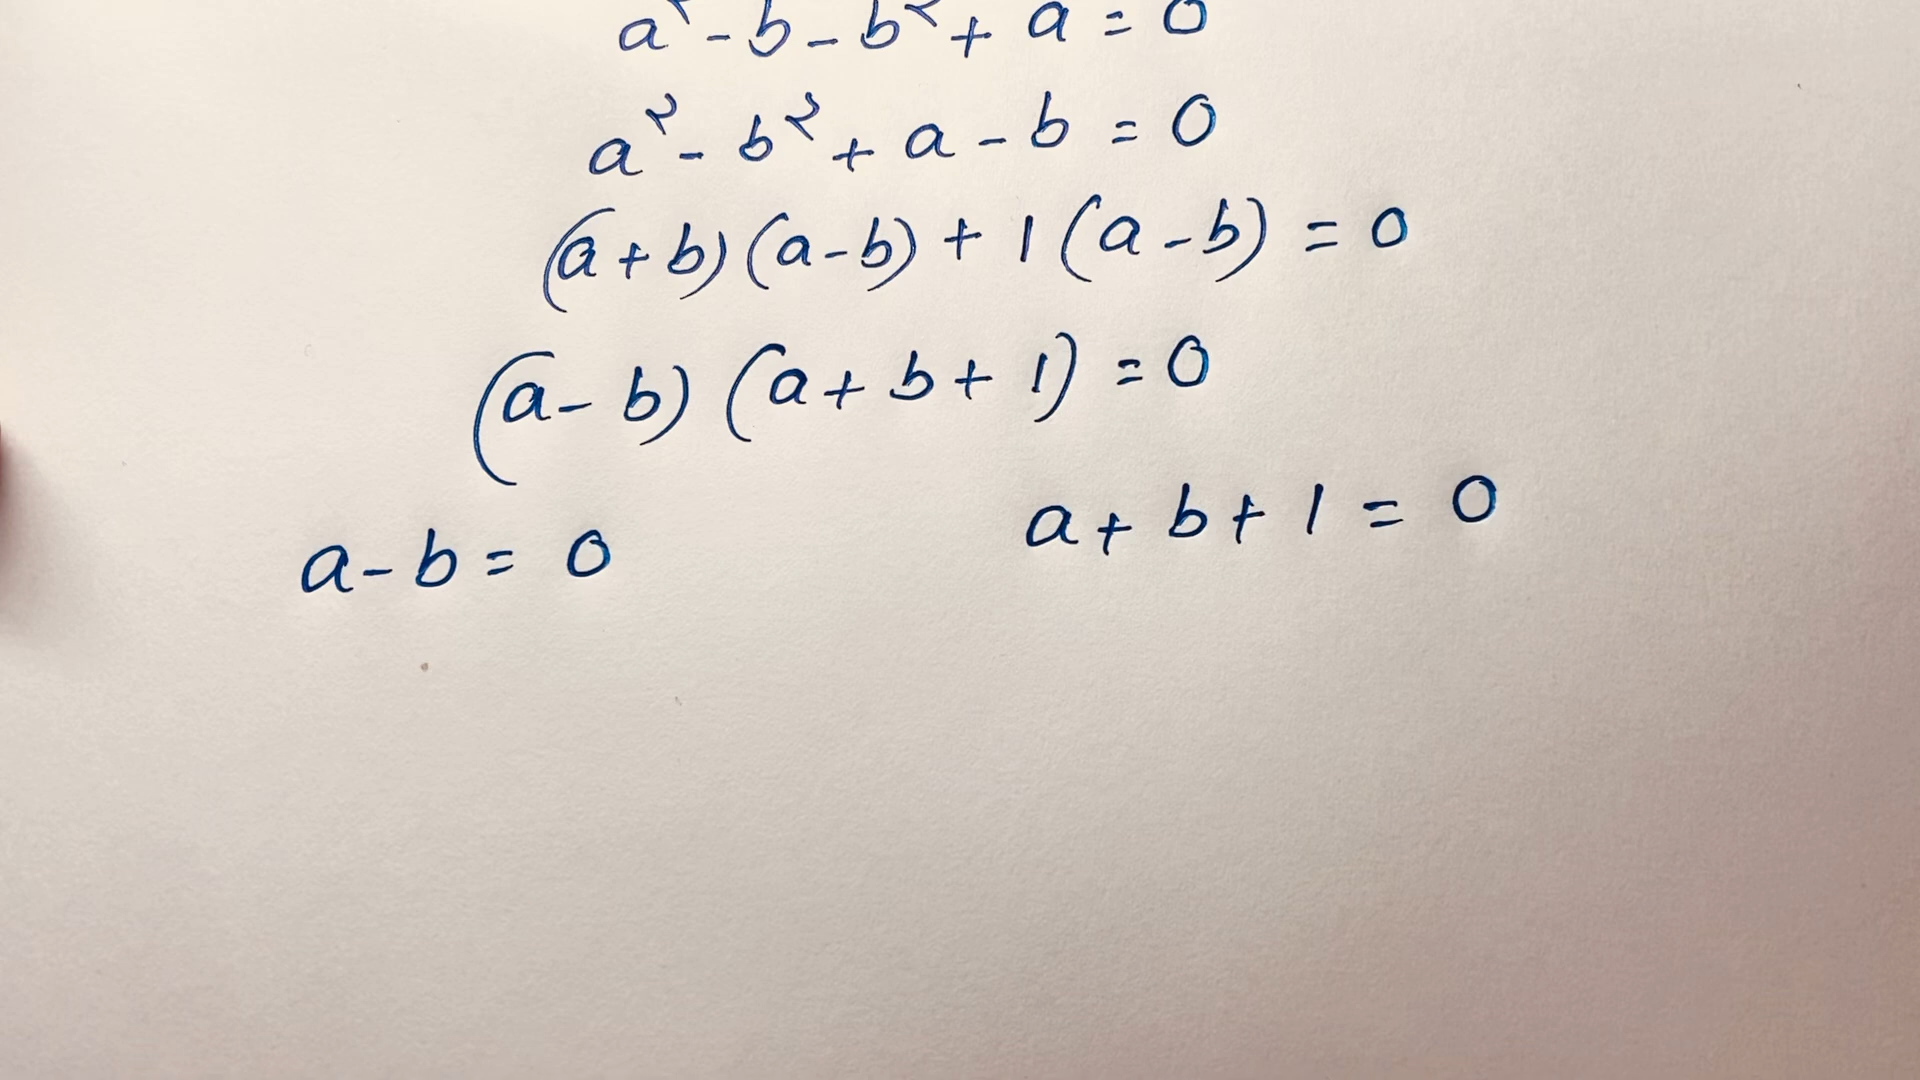 a² - b - b² + a = 0
a² - b² + a - b = 0
(a + b)(a - b) + 1(a - b) = 0
(a - b)(a + b + 1) = 0
a - b = 0
a + b + 1 = 0